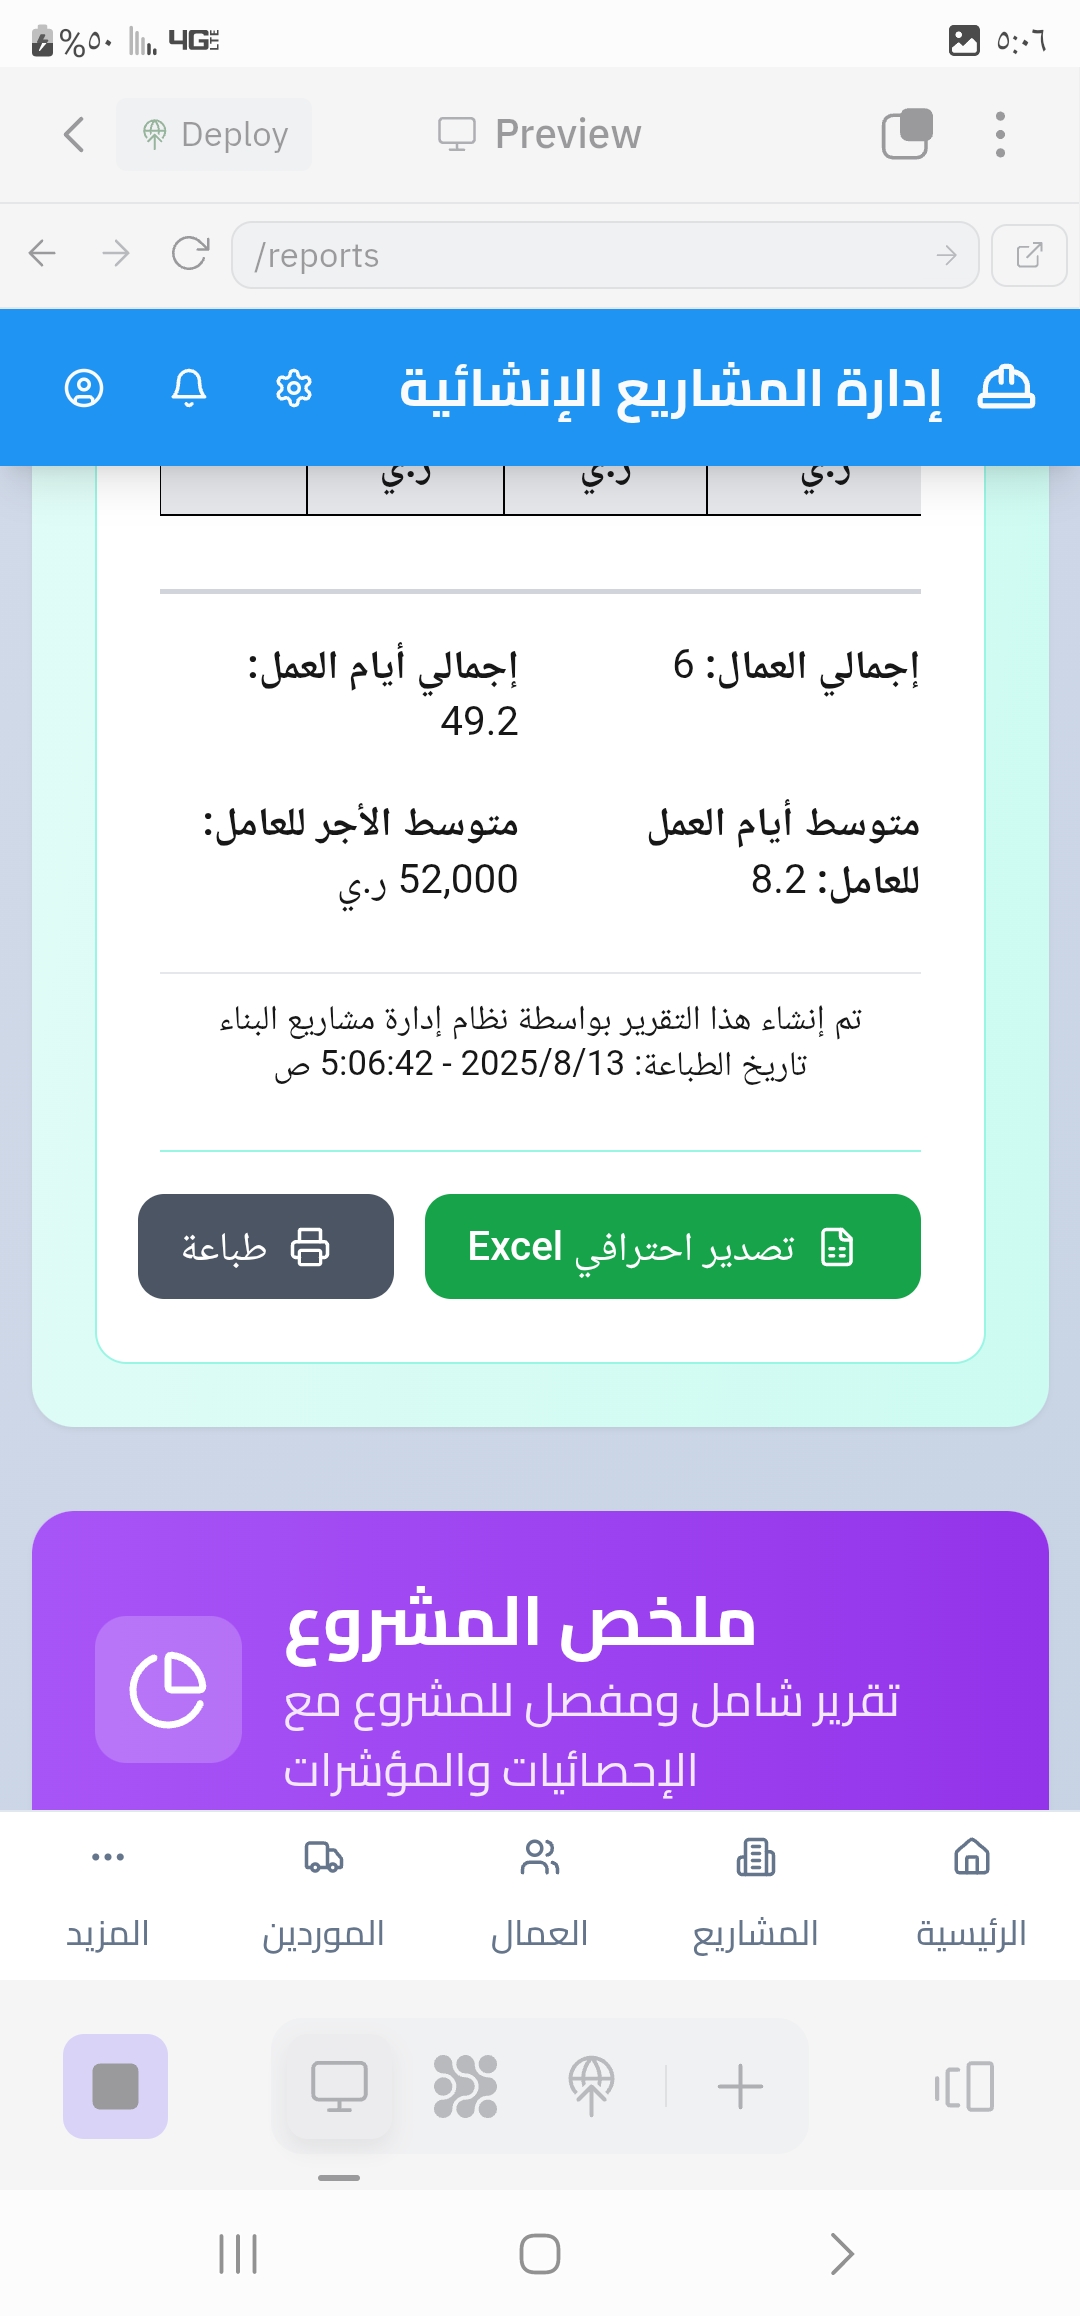 %٥٠ 4G LTE ٥:٠٦
Deploy Preview
/reports
إدارة المشاريع الإنشائية
ر.ي ر.ي ر.ي
إجمالي العمال: 6
إجمالي أيام العمل:
49.2
متوسط أيام العمل
للعامل: 8.2
متوسط الأجر للعامل:
52,000 ر.ي
تم إنشاء هذا التقرير بواسطة نظام إدارة مشاريع البناء
تاريخ الطباعة: 2025/8/13 - 5:06:42 ص
تصدير احترافي Excel
طباعة
ملخص المشروع
تقرير شامل ومفصل للمشروع مع
الإحصائيات والمؤشرات
الرئيسية
المشاريع
العمال
الموردين
المزيد